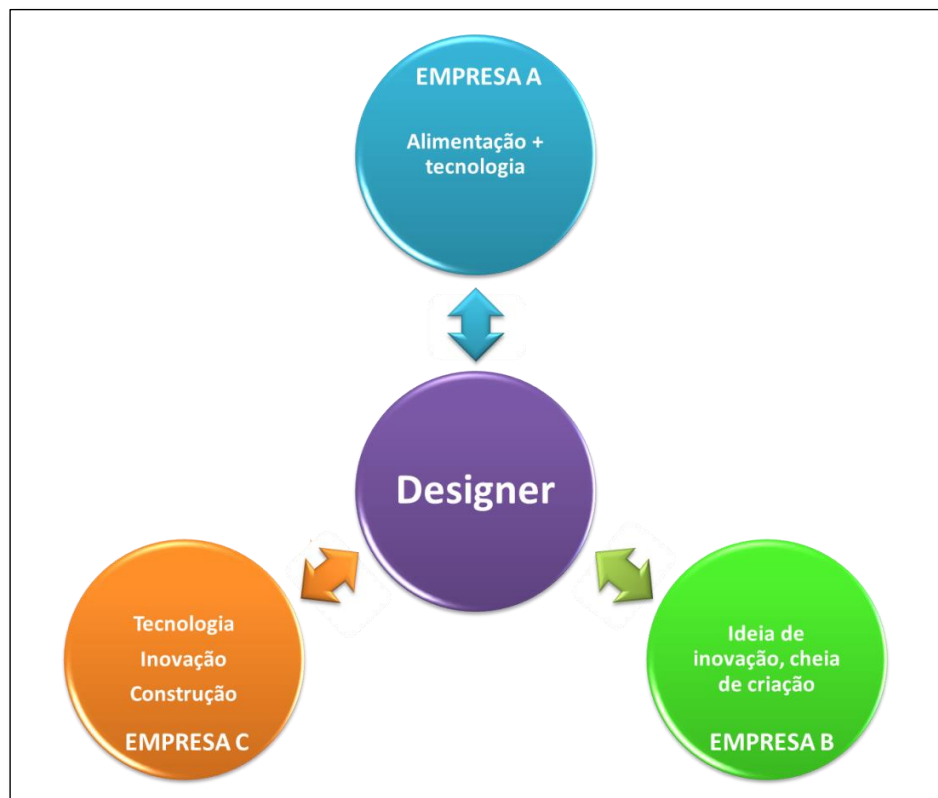 EMPRESA A
Alimentação +
tecnologia
Designer
Tecnologia
Inovação
Construção
EMPRESA C
Ideia de
inovação, cheia
de criação
EMPRESA B